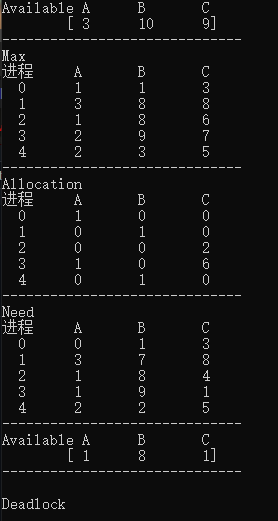 Available A B C
[ 3 10 9]
------------------------------
Max
进程 A B C
0 1 1 3
1 3 8 8
2 1 8 6
3 2 9 7
4 2 3 5
------------------------------
Allocation
进程 A B C
0 1 0 0
1 0 1 0
2 0 0 2
3 1 0 6
4 0 1 0
------------------------------
Need
进程 A B C
0 0 1 3
1 3 7 8
2 1 8 4
3 1 9 1
4 2 2 5
------------------------------
Available A B C
[ 1 8 1]
------------------------------
Deadlock